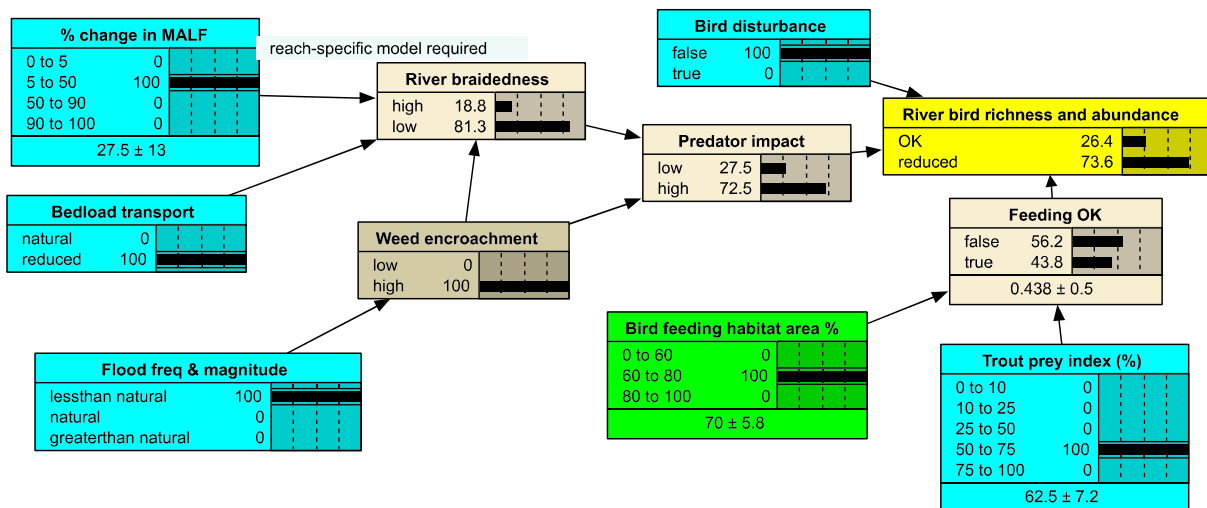 % change in MALF
0 to 5 0
5 to 50 100
50 to 90 0
90 to 100 0
27.5 ± 13
reach-specific model required
River braidedness
high 18.8
low 81.3
Bird disturbance
false 100
true 0
River bird richness and abundance
OK 26.4
reduced 73.6
Predator impact
low 27.5
high 72.5
Bedload transport
natural 0
reduced 100
Weed encroachment
low 0
high 100
Feeding OK
false 56.2
true 43.8
0.438 ± 0.5
Flood freq & magnitude
lessthan natural 100
natural 0
greaterthan natural 0
Bird feeding habitat area %
0 to 60 0
60 to 80 100
80 to 100 0
70 ± 5.8
Trout prey index (%)
0 to 10 0
10 to 25 0
25 to 50 0
50 to 75 100
75 to 100 0
62.5 ± 7.2